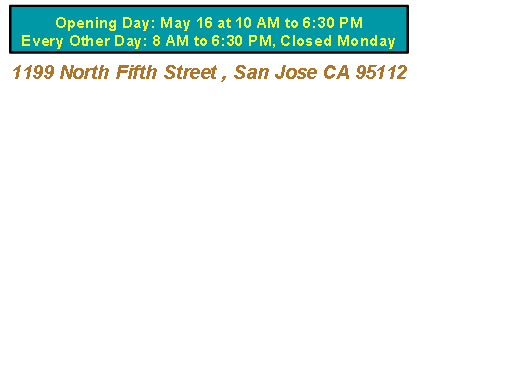 Opening Day: May 16 at 10 AM to 6:30 PM
Every Other Day: 8 AM to 6:30 PM, Closed Monday
1199 North Fifth Street , San Jose CA 95112